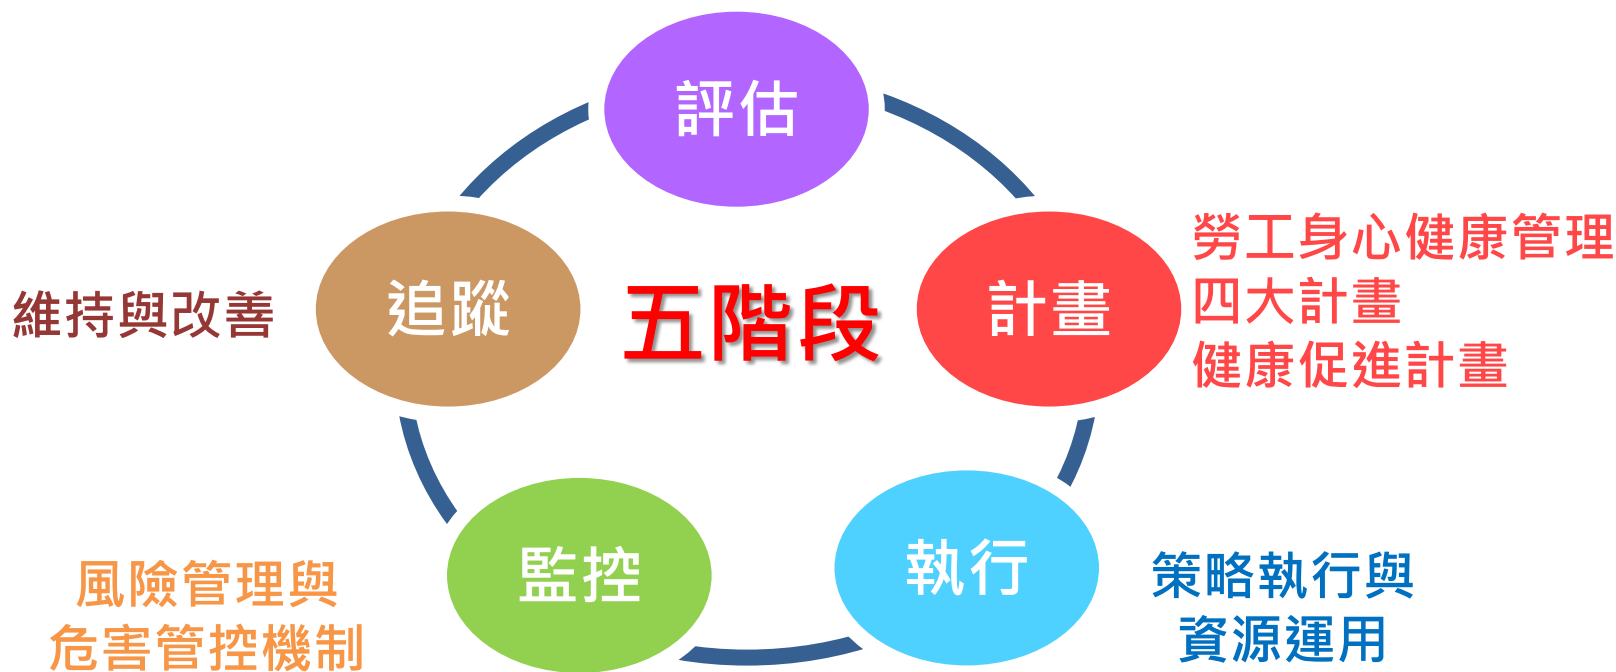 評估
計畫
勞工身心健康管理
四大計畫
健康促進計畫
執行
策略執行與
資源運用
監控
風險管理與
危害管控機制
追蹤
維持與改善
五階段